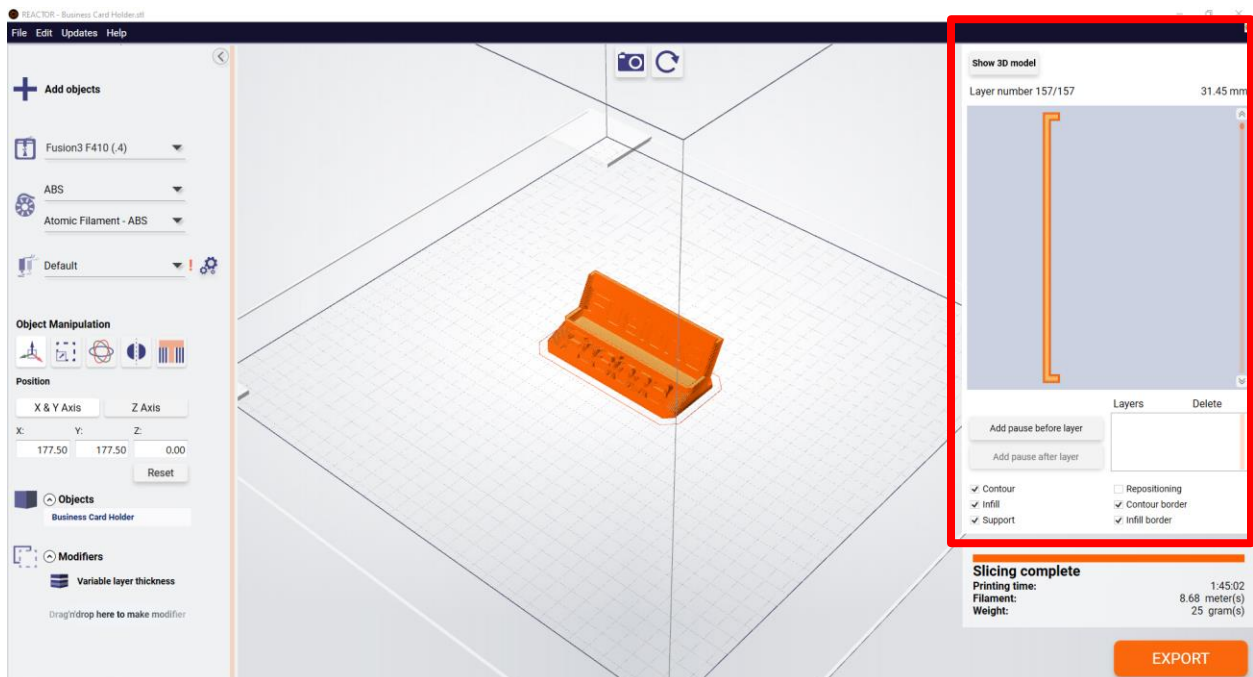 REACTOR - Business Card Holder.stl
File Edit Updates Help
Add objects
Fusion3 F410 (.4)
ABS
Atomic Filament - ABS
Default !
Object Manipulation
Position
X & Y Axis Z Axis
X: Y: Z:
177.50 177.50 0.00
Reset
Objects
Business Card Holder
Modifiers
Variable layer thickness
Drag'n'drop here to make modifier
Show 3D model
Layer number 157/157 31.45 mm
Layers Delete
Add pause before layer
Add pause after layer
Contour Repositioning
Infill Contour border
Support Infill border
Slicing complete
Printing time: 1:45:02
Filament: 8.68 meter(s)
Weight: 25 gram(s)
EXPORT